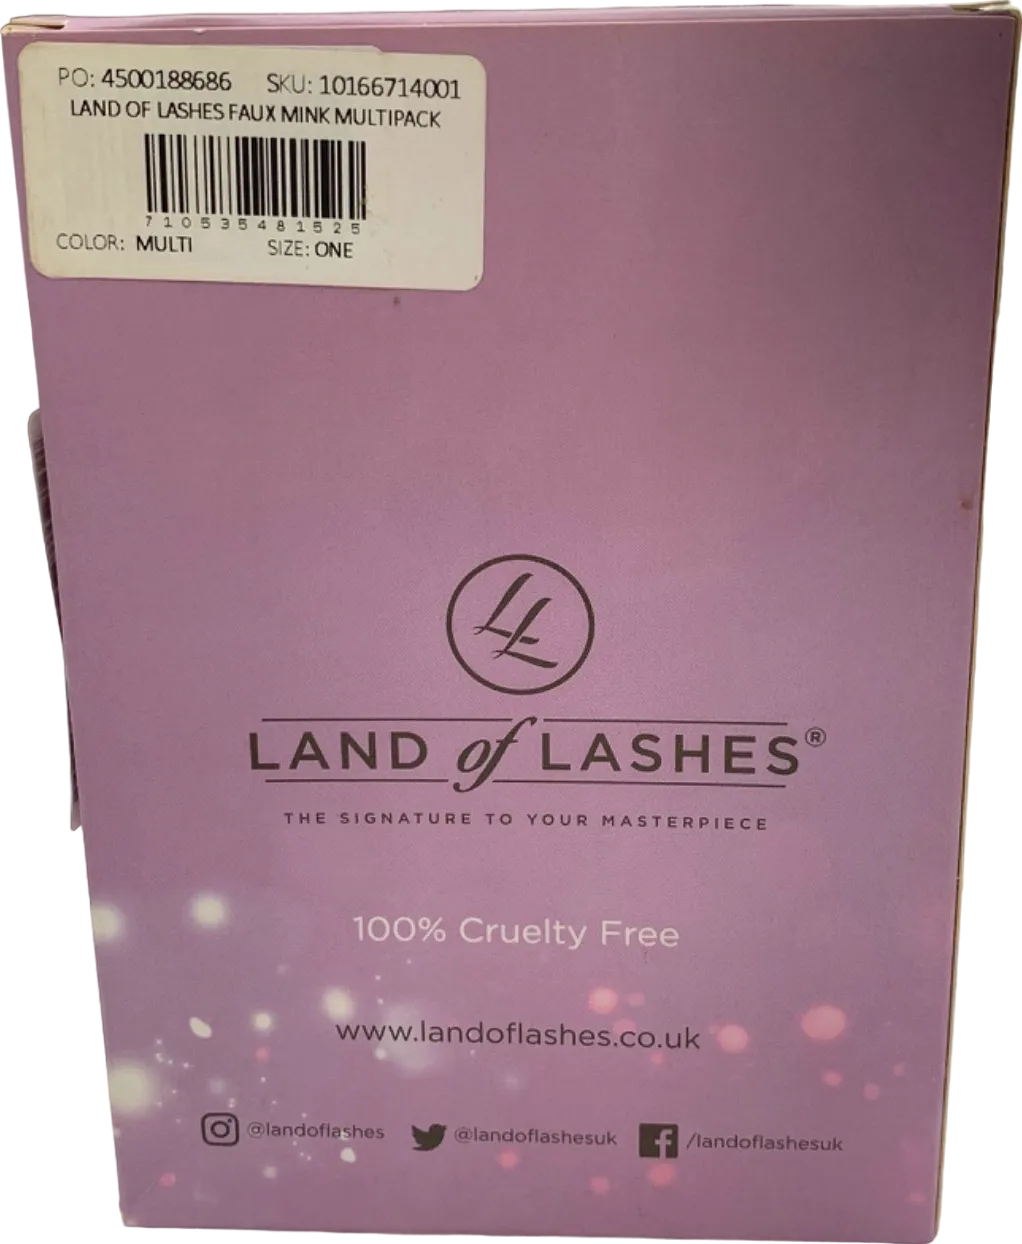 PO: 4500188686 SKU: 10166714001
LAND OF LASHES FAUX MINK MULTIPACK
710535481525
COLOR: MULTI SIZE: ONE
LL
LAND of LASHES®
THE SIGNATURE TO YOUR MASTERPIECE
100% Cruelty Free
www.landoflashes.co.uk
@landoflashes @landoflashesuk /landoflashesuk